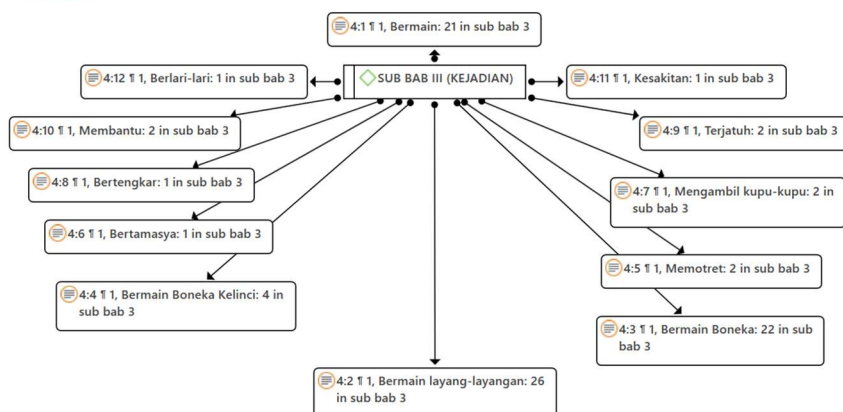 4:1 ¶ 1, Bermain: 21 in sub bab 3
4:12 ¶ 1, Berlari-lari: 1 in sub bab 3
SUB BAB III (KEJADIAN)
4:11 ¶ 1, Kesakitan: 1 in sub bab 3
4:10 ¶ 1, Membantu: 2 in sub bab 3
4:9 ¶ 1, Terjatuh: 2 in sub bab 3
4:8 ¶ 1, Bertengkar: 1 in sub bab 3
4:7 ¶ 1, Mengambil kupu-kupu: 2 in
sub bab 3
4:6 ¶ 1, Bertamasya: 1 in sub bab 3
4:5 ¶ 1, Memotret: 2 in sub bab 3
4:4 ¶ 1, Bermain Boneka Kelinci: 4 in
sub bab 3
4:3 ¶ 1, Bermain Boneka: 22 in sub
bab 3
4:2 ¶ 1, Bermain layang-layangan: 26
in sub bab 3